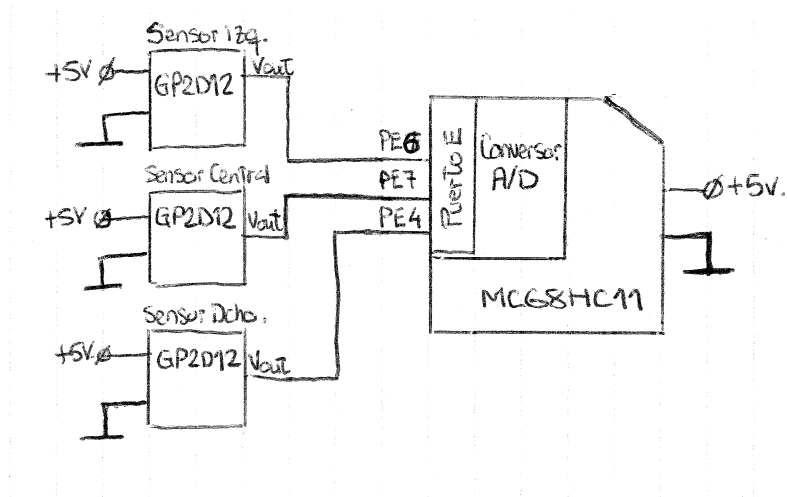 Sensor Izq.
+5V
GP2D12
Vout
Sensor Central
+5V
GP2D12
Vout
Sensor Dcho.
+5V.
GP2D12
Vout
PE6
PE7
PE4
Puerto E
Conversor
A/D
MC68HC11
+5v.